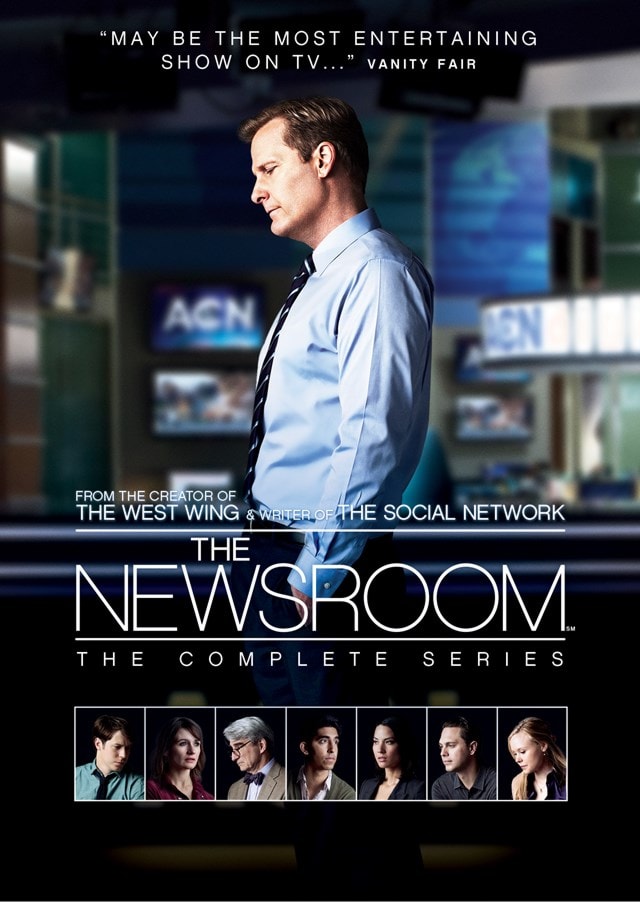 “MAY BE THE MOST ENTERTAINING
SHOW ON TV...” VANITY FAIR
ACN
FROM THE CREATOR OF
THE WEST WING & WRITER OF THE SOCIAL NETWORK
THE
NEWSROOM SM
THE COMPLETE SERIES